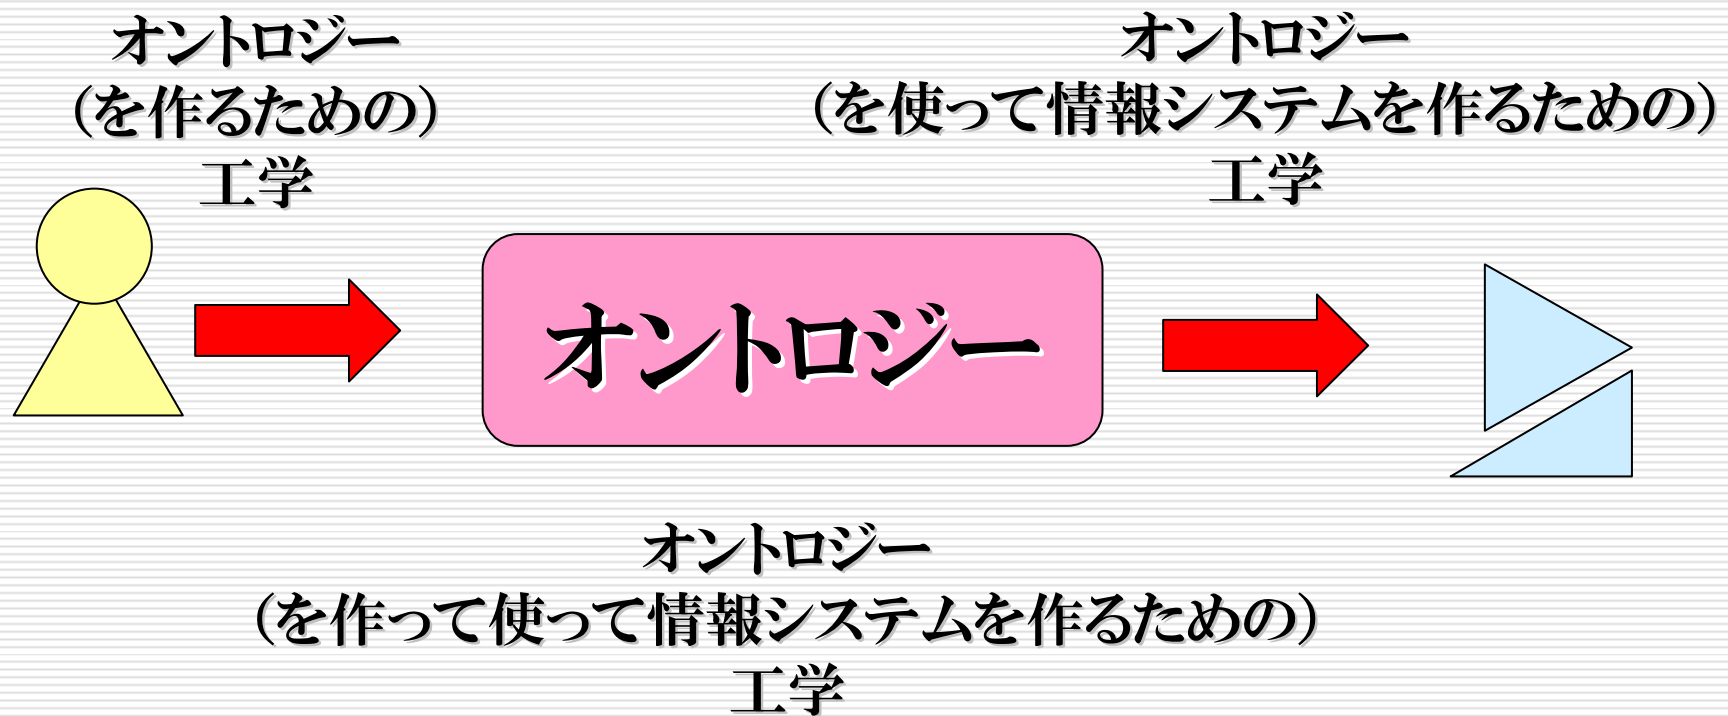 オントロジー
（を作るための）
工学
オントロジー
（を使って情報システムを作るための）
工学
オントロジー
オントロジー
（を作って使って情報システムを作るための）
工学